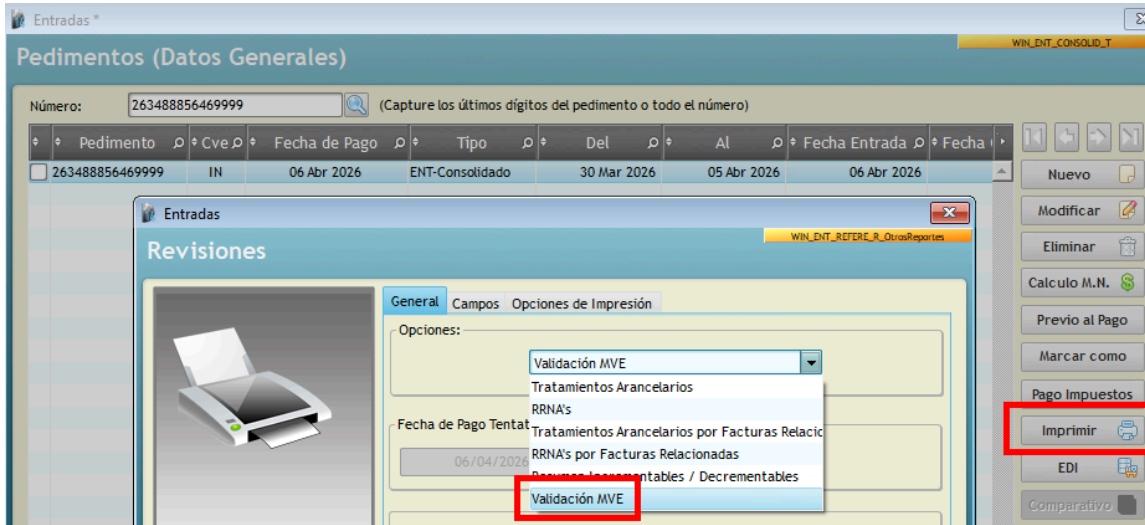 Entradas *
Pedimentos (Datos Generales)
WIN_ENT_CONSOLID_T
Número: 263488856469999 (Capture los últimos dígitos del pedimento o todo el número)
Pedimento Cve Fecha de Pago Tipo Del Al Fecha Entrada Fecha
263488856469999 IN 06 Abr 2026 ENT-Consolidado 30 Mar 2026 05 Abr 2026 06 Abr 2026
Nuevo
Modificar
Eliminar
Calculo M.N.
Previo al Pago
Marcar como
Pago Impuestos
Imprimir
EDI
Comparativo
Entradas
Revisiones
WIN_ENT_REFERE_R_OtrosReportes
General Campos Opciones de Impresión
Opciones:
Validación MVE
Tratamientos Arancelarios
RRNA's
Tratamientos Arancelarios por Facturas Relacic
RRNA's por Facturas Relacionadas
Resumen Incrementables / Decrementables
Validación MVE
Fecha de Pago Tentat
06/04/2026